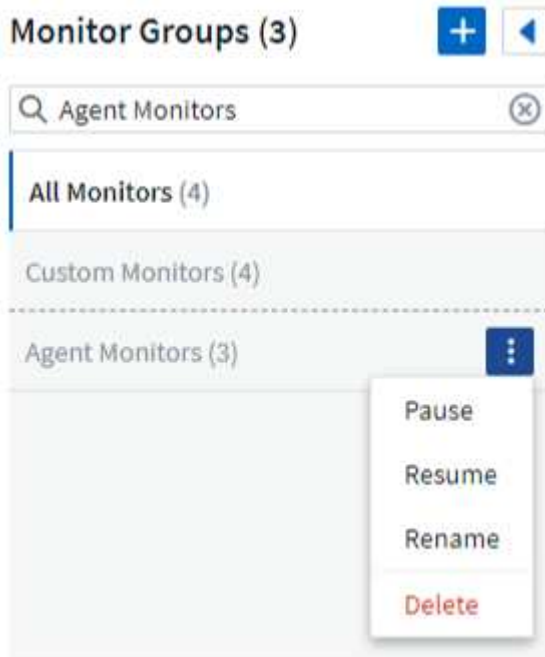 Monitor Groups (3)
Agent Monitors
All Monitors (4)
Custom Monitors (4)
Agent Monitors (3)
Pause
Resume
Rename
Delete